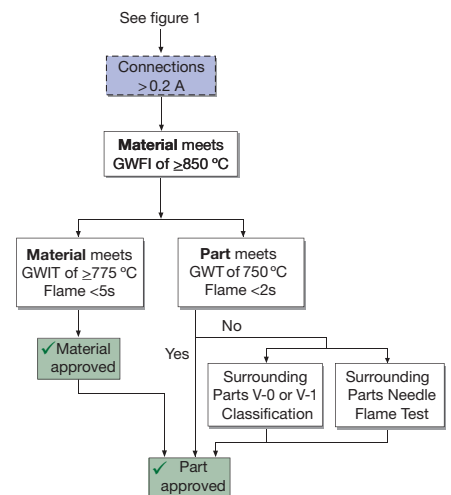 See figure 1
Connections
>0.2 A
Material meets
GWFI of ≥850 ºC
Material meets
GWIT of ≥775 ºC
Flame <5s
Part meets
GWT of 750ºC
Flame <2s
No
Yes
✓Material
approved
Surrounding
Parts V-0 or V-1
Classification
Surrounding
Parts Needle
Flame Test
✓ Part
approved